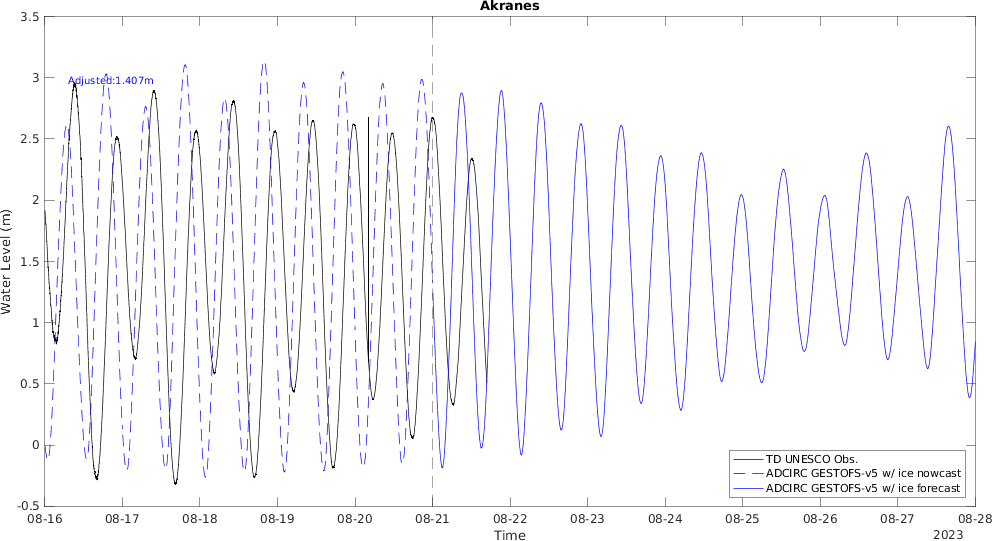 Akranes
3.5
3
2.5
2
1.5
1
0.5
0
-0.5
Water Level (m)
Adjusted:1.407m
TD UNESCO Obs.
ADCIRC GESTOFS-v5 w/ ice nowcast
ADCIRC GESTOFS-v5 w/ ice forecast
08-16 08-17 08-18 08-19 08-20 08-21 08-22 08-23 08-24 08-25 08-26 08-27 08-28
Time
2023